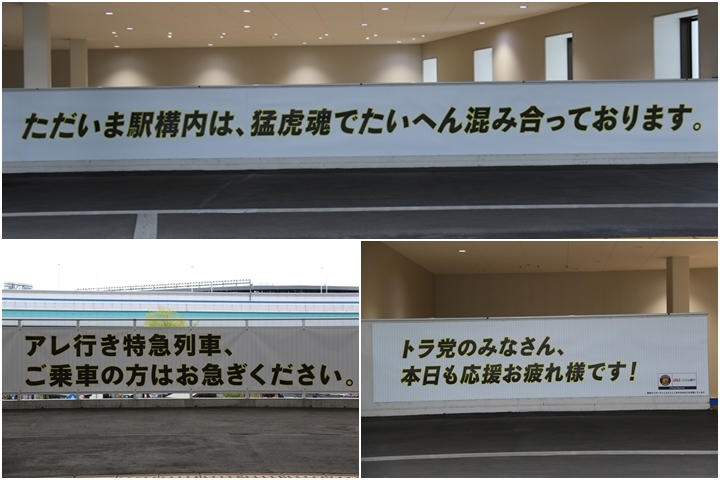 ただいま駅構内は、猛虎魂でたいへん混み合っております。
アレ行き特急列車、
ご乗車の方はお急ぎください。
トラ党のみなさん、
本日も応援お疲れ様です！